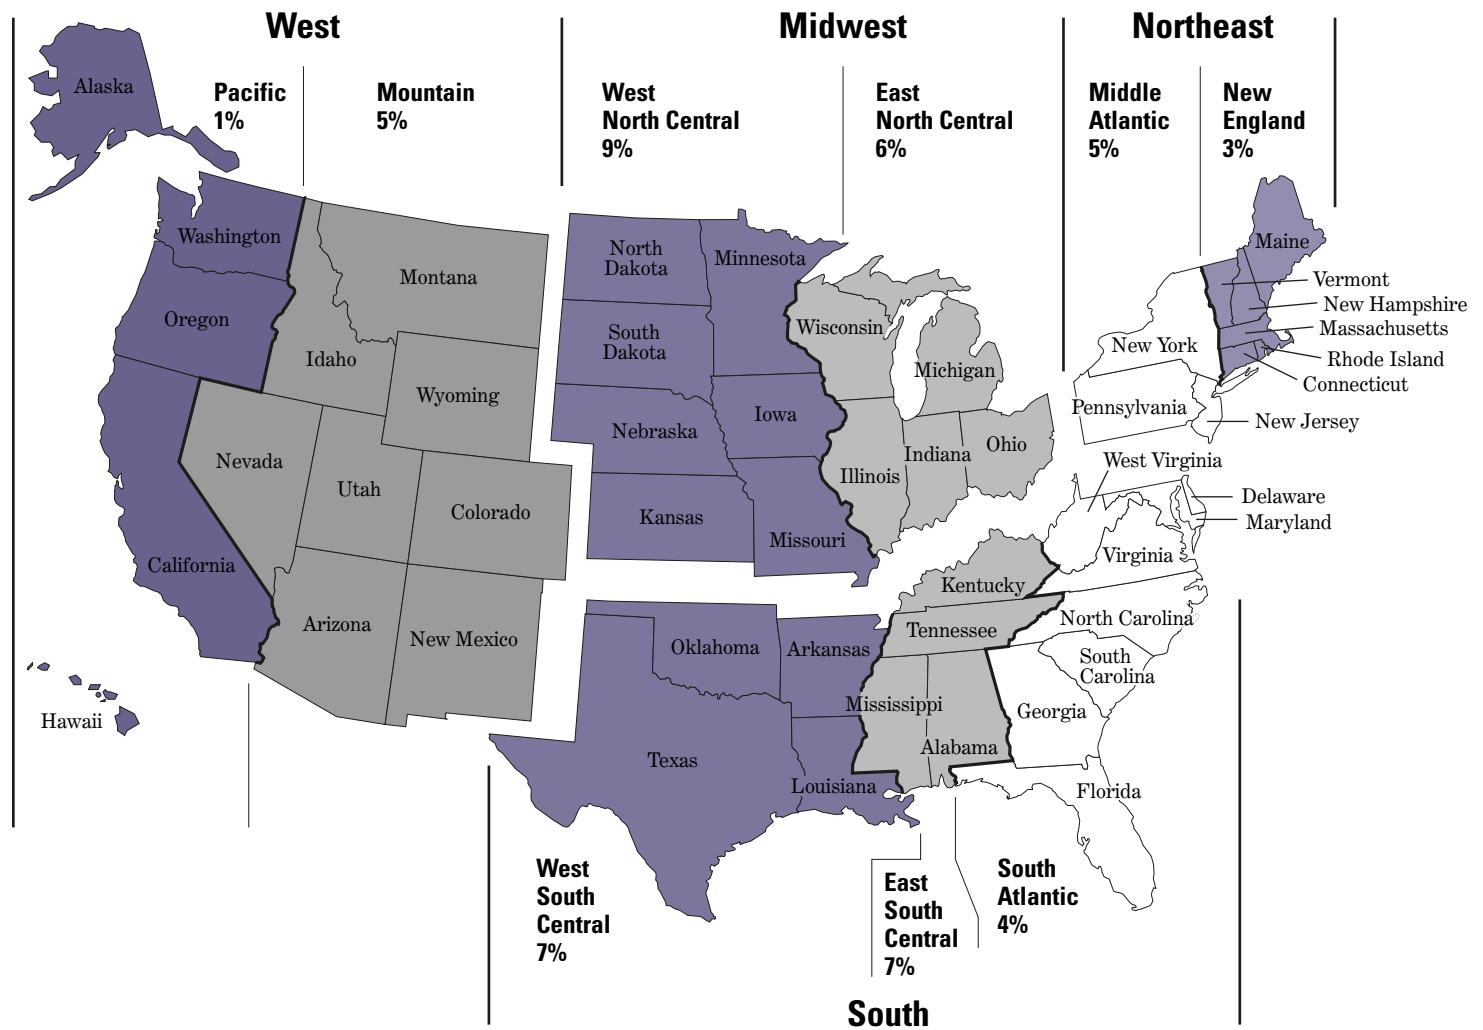 West
Midwest
Northeast
Pacific
1%
Mountain
5%
West
North Central
9%
East
North Central
6%
Middle
Atlantic
5%
New
England
3%
Alaska
Washington
Oregon
California
Hawaii
Montana
Idaho
Wyoming
Nevada
Utah
Colorado
Arizona
New Mexico
North
Dakota
Minnesota
South
Dakota
Nebraska
Iowa
Kansas
Missouri
Wisconsin
Michigan
Illinois
Indiana
Ohio
Maine
Vermont
New Hampshire
Massachusetts
Rhode Island
Connecticut
New York
Pennsylvania
New Jersey
West Virginia
Delaware
Maryland
Virginia
Kentucky
Tennessee
North Carolina
South
Carolina
Georgia
Mississippi
Alabama
Florida
Oklahoma
Arkansas
Texas
Louisiana
West
South
Central
7%
East
South
Central
7%
South
Atlantic
4%
South